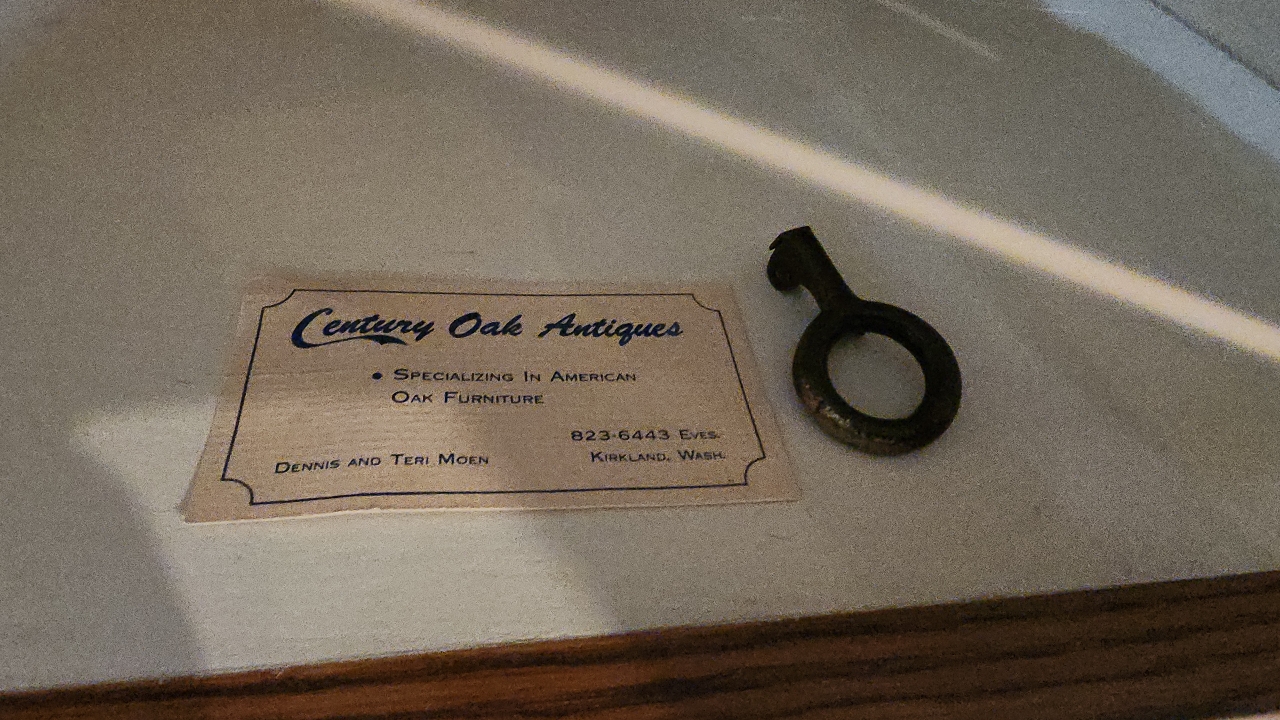 Century Oak Antiques
• Specializing In American
Oak Furniture
823-6443 Eves.
Dennis and Teri Moen
Kirkland, Wash.